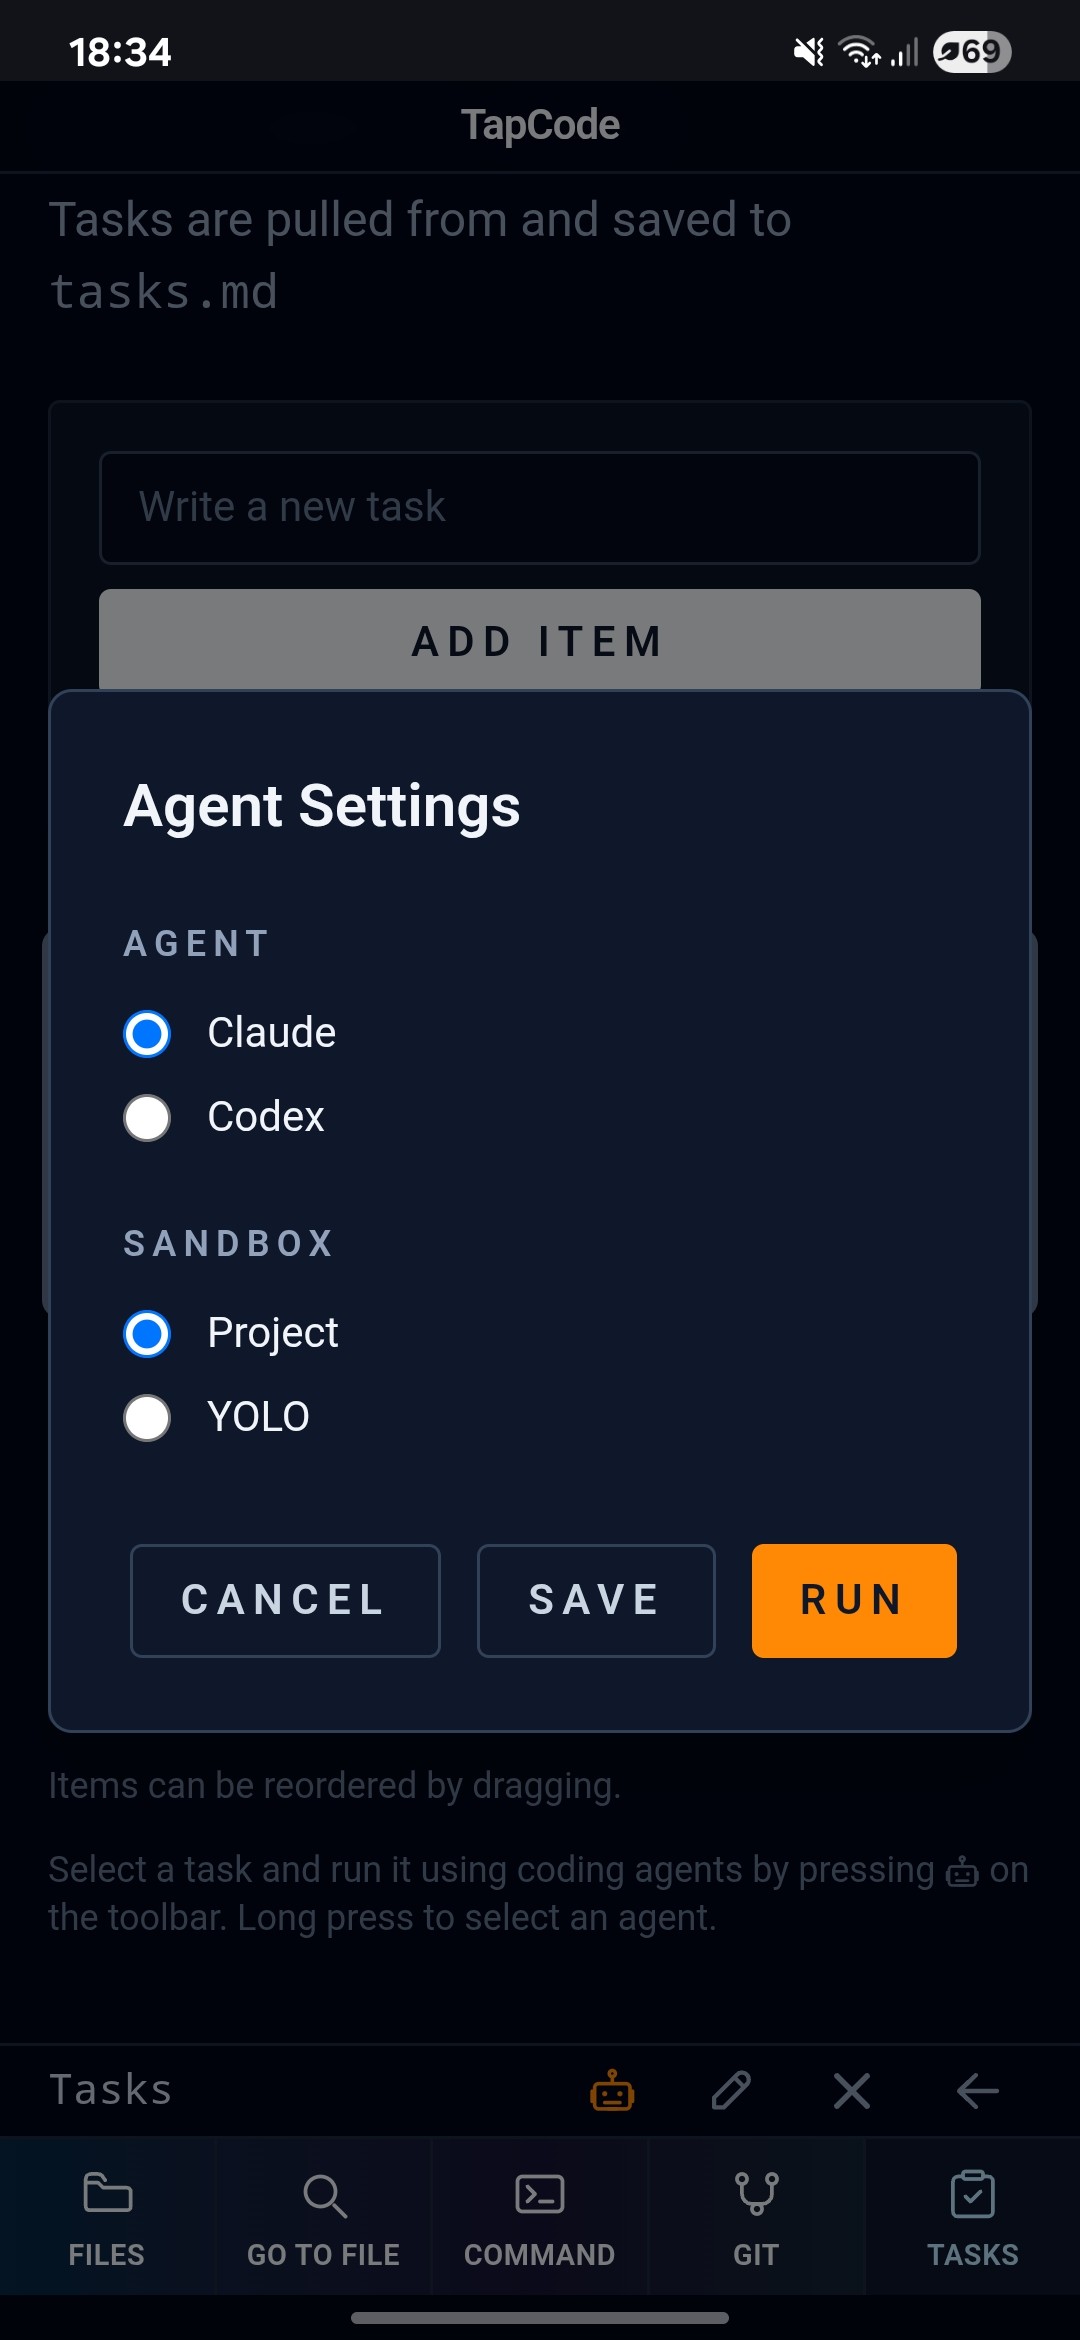 18:34
69
TapCode
Tasks are pulled from and saved to
tasks.md
Write a new task
ADD ITEM
Agent Settings
AGENT
Claude
Codex
SANDBOX
Project
YOLO
CANCEL SAVE RUN
Items can be reordered by dragging.
Select a task and run it using coding agents by pressing on
the toolbar. Long press to select an agent.
Tasks
FILES GO TO FILE COMMAND GIT TASKS